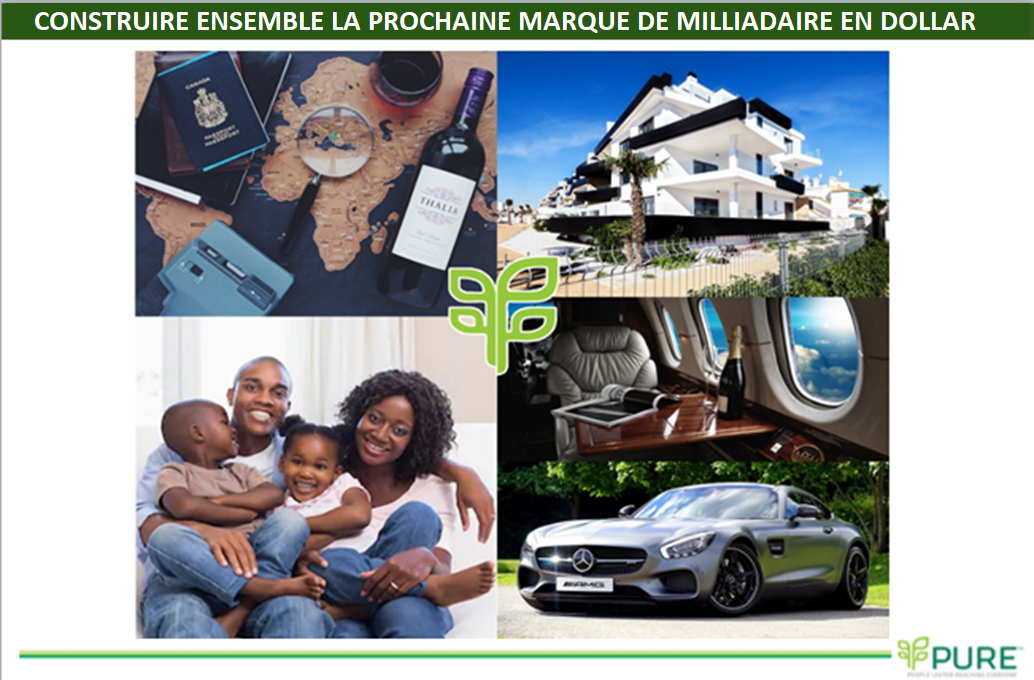 CONSTRUIRE ENSEMBLE LA PROCHAINE MARQUE DE MILLIADAIRE EN DOLLAR
CANADA
PASSPORT
PASSEPORT
THALIA
BRAZIL
AMG
PURE
PEOPLE UNITED REACHING EVERYONE